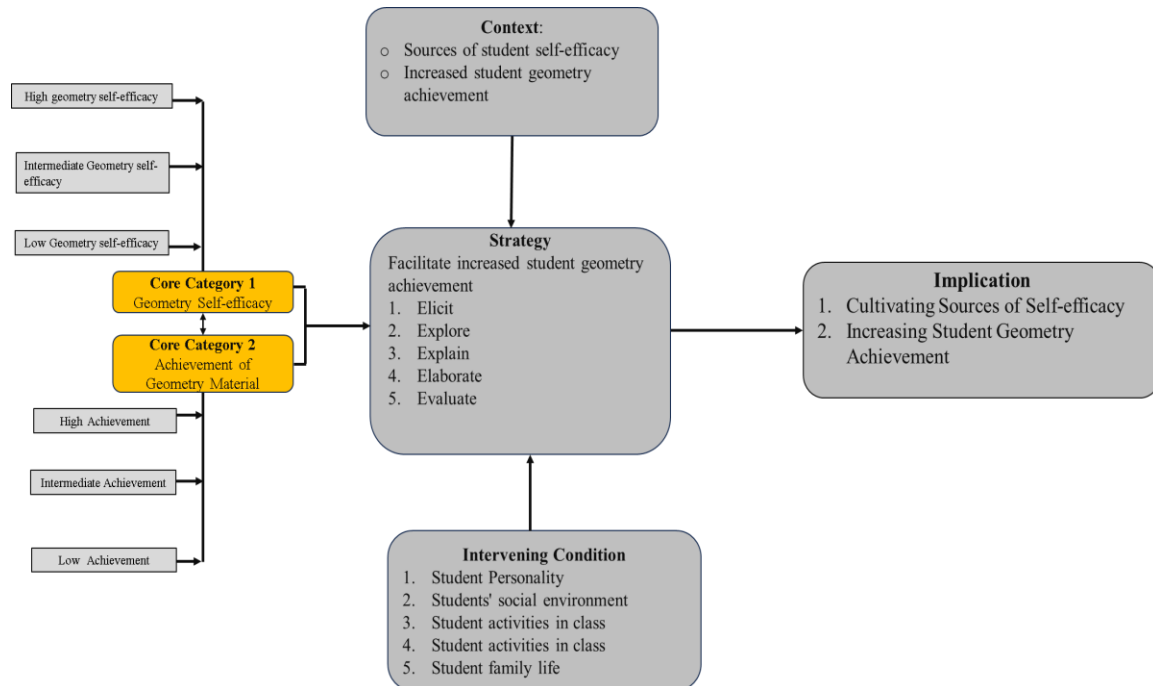 Context:
○ Sources of student self-efficacy
○ Increased student geometry
achievement
High geometry self-efficacy
Intermediate Geometry self-
efficacy
Low Geometry self-efficacy
Core Category 1
Geometry Self-efficacy
Core Category 2
Achievement of
Geometry Material
High Achievement
Intermediate Achievement
Low Achievement
Strategy
Facilitate increased student geometry
achievement
1. Elicit
2. Explore
3. Explain
4. Elaborate
5. Evaluate
Implication
1. Cultivating Sources of Self-efficacy
2. Increasing Student Geometry
Achievement
Intervening Condition
1. Student Personality
2. Students' social environment
3. Student activities in class
4. Student activities in class
5. Student family life